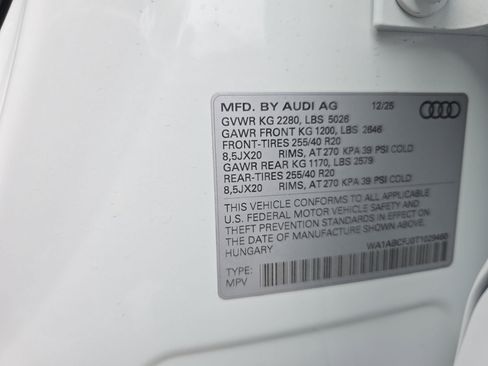 MFD. BY AUDI AG 12/25
GVWR KG 2280, LBS 5026
GAWR FRONT KG 1200, LBS 2646
FRONT-TIRES 255/40 R20
8,5JX20 RIMS, AT 270 KPA 39 PSI COLD
GAWR REAR KG 1170, LBS 2579
REAR-TIRES 255/40 R20
8,5JX20 RIMS, AT 270 KPA 39 PSI COLD
THIS VEHICLE CONFORMS TO ALL APPLICABLE
U.S. FEDERAL MOTOR VEHICLE SAFETY AND
THEFT PREVENTION STANDARDS IN EFFECT ON
THE DATE OF MANUFACTURE SHOWN ABOVE.
HUNGARY
WA1ABCFJ3T1029460
TYPE:
MPV